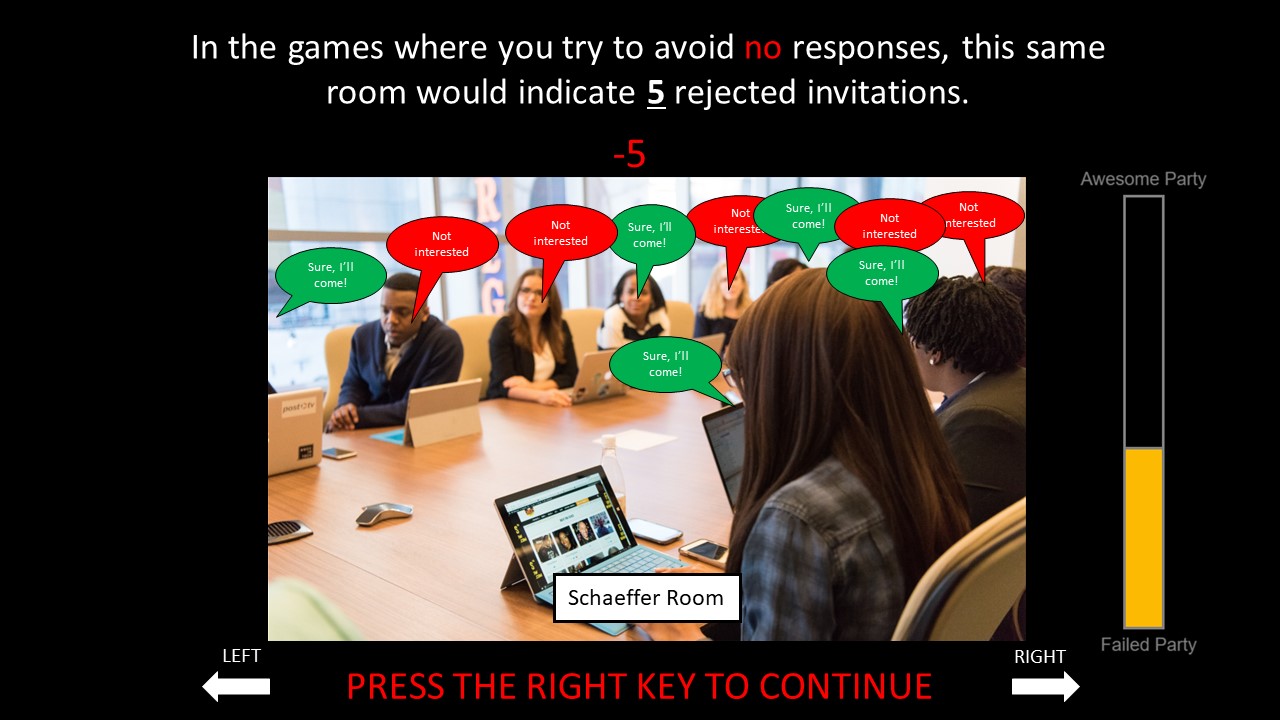 In the games where you try to avoid no responses, this same
room would indicate 5 rejected invitations.
-5
Awesome Party
Not
interested
Not
interested
Sure, I'll
come!
Not
interested
Sure, I'll
come!
Not
interested
Not
interested
Sure, I'll
come!
Sure, I'll
come!
Sure, I'll
come!
Schaeffer Room
Failed Party
LEFT
RIGHT
PRESS THE RIGHT KEY TO CONTINUE